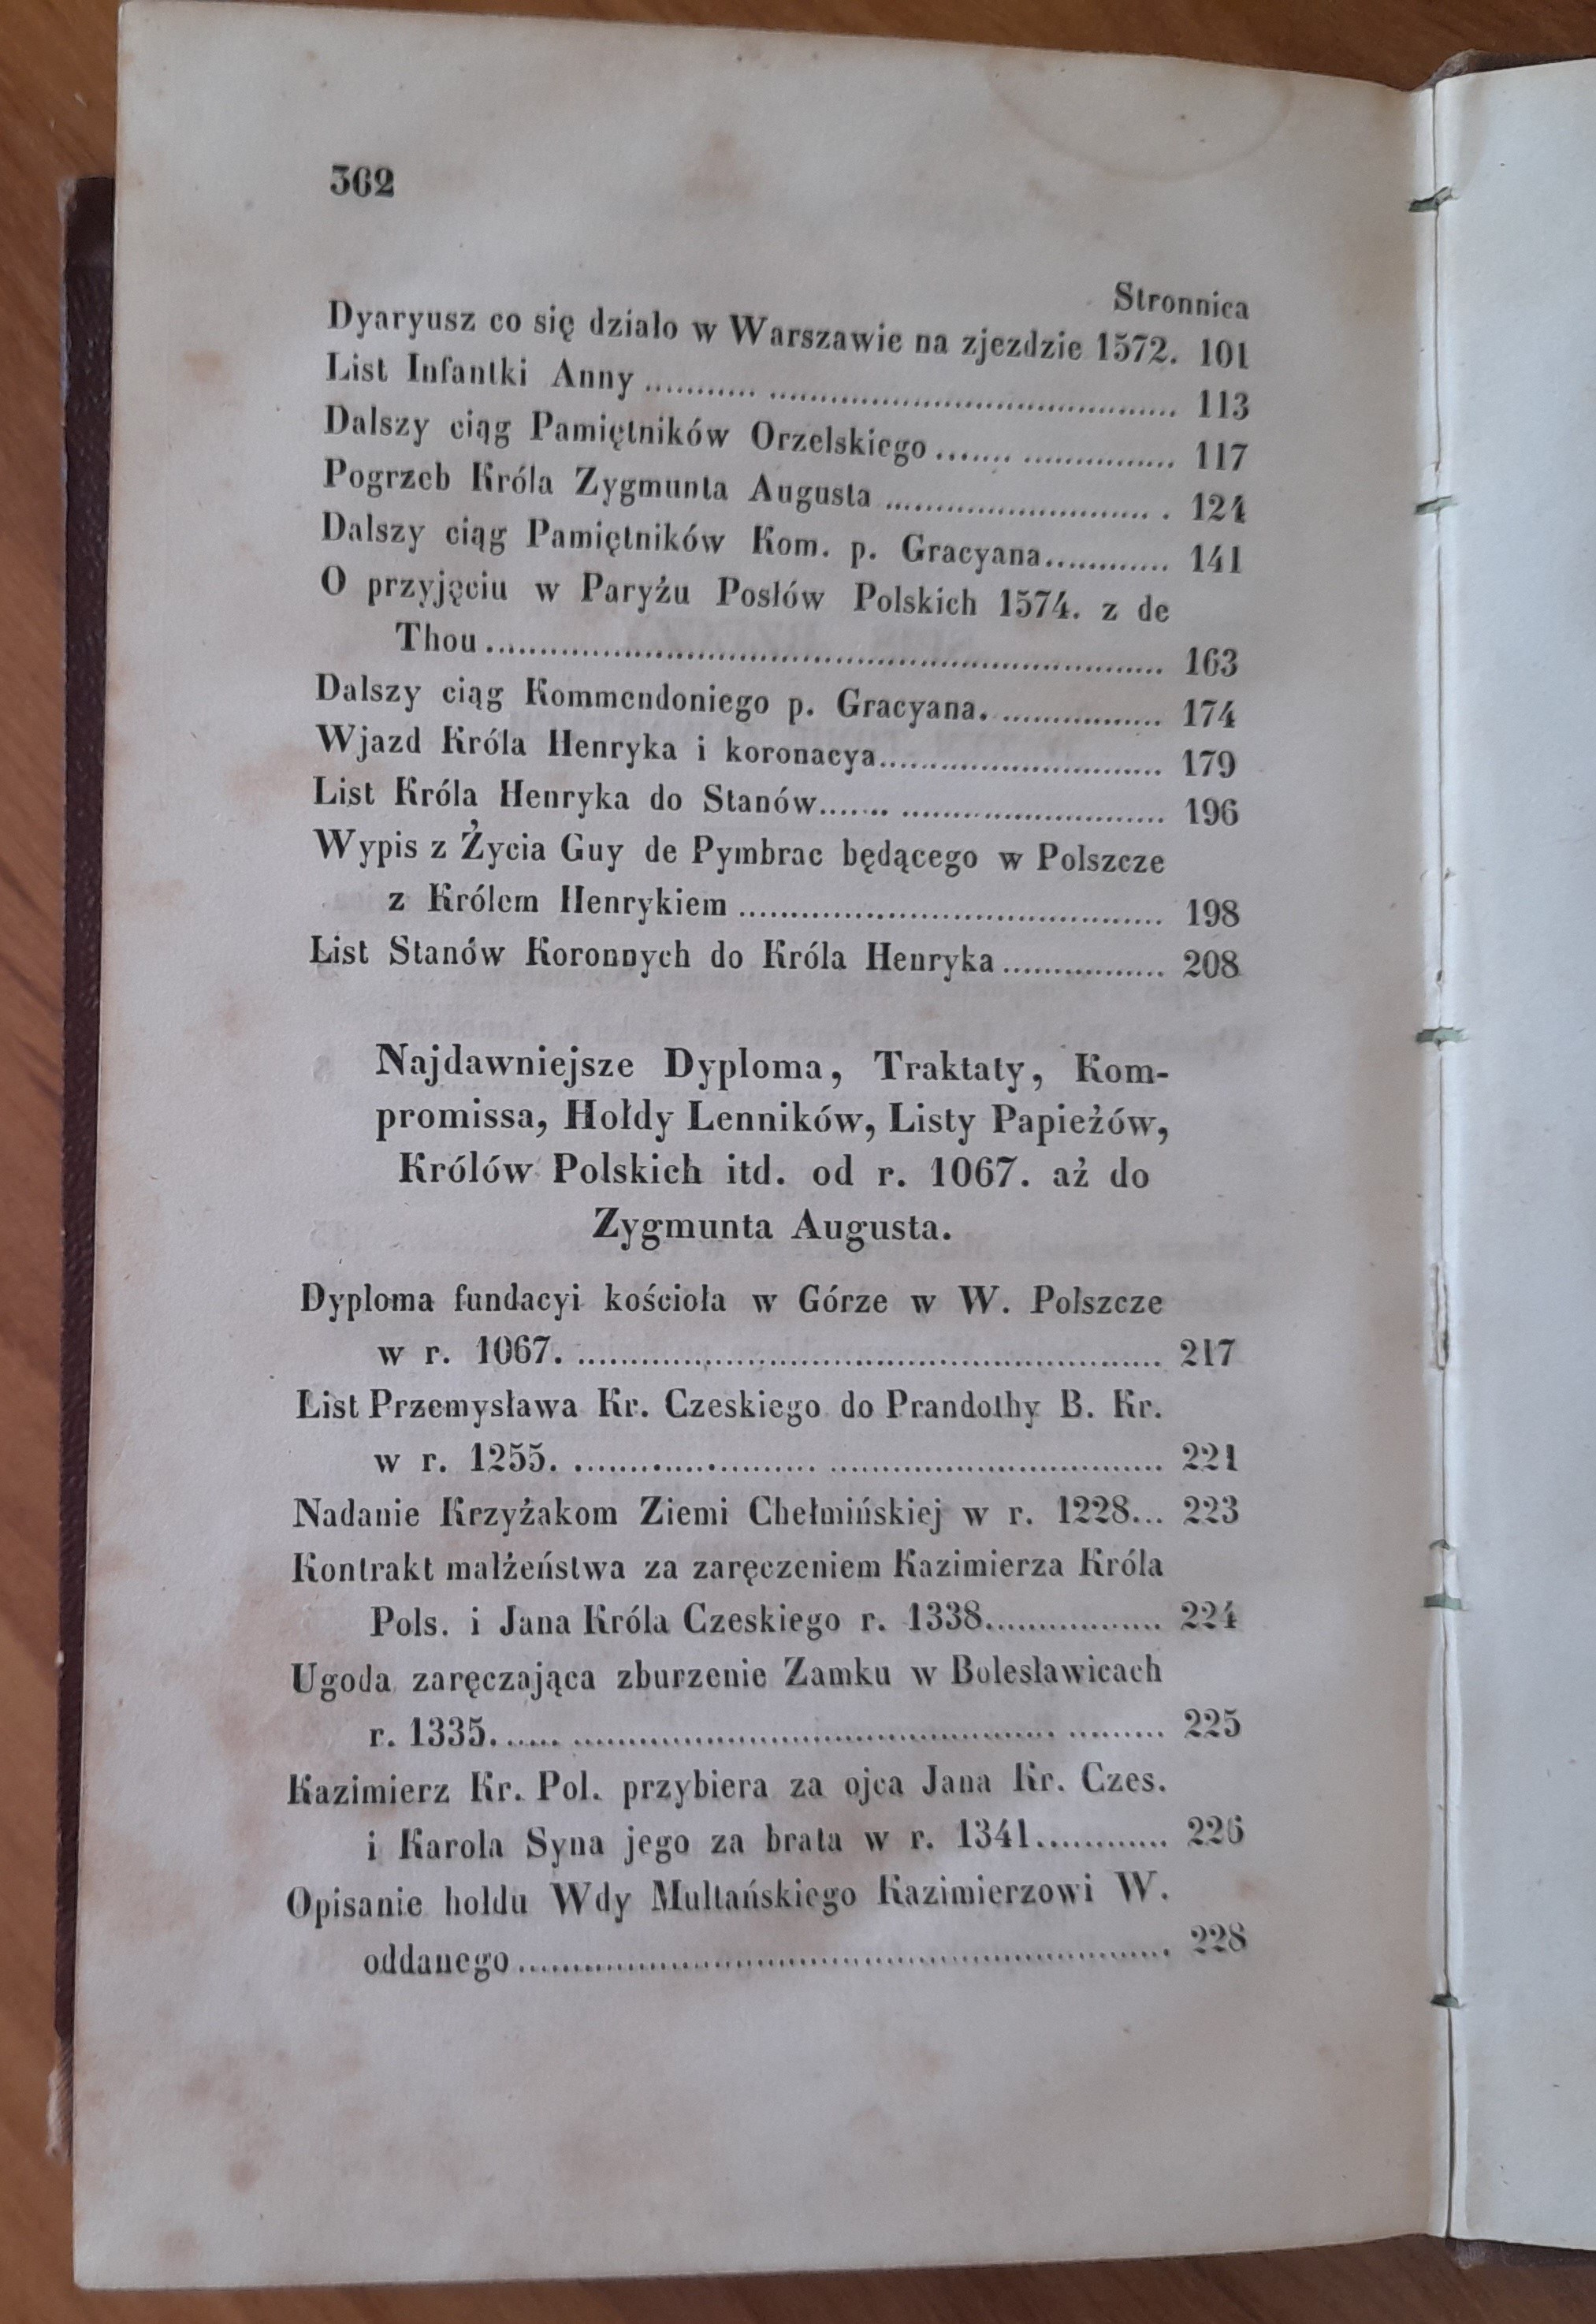 362
Stronnica
Dyaryusz co się działo w Warszawie na zjezdzie 1572. 101
List Infantki Anny ........... ....................................... 113
Dalszy ciąg Pamiętników Orzelskiego ....... ............... 117
Pogrzeb Króla Zygmunta Augusta .......................... . 124
Dalszy ciąg Pamiętników Kom. p. Gracyana............ 141
O przyjęciu w Paryżu Posłów Polskich 1574. z de
Thou ................................................................ 163
Dalszy ciąg Kommendoniego p. Gracyana. ................ 174
Wjazd Króla Henryka i koronacya............................ 179
List Króla Henryka do Stanów....... ......................... 196
Wypis z Życia Guy de Pymbrac będącego w Polszcze
z Królem Henrykiem ......................................... 198
List Stanów Koronnych do Króla Henryka ................ 208
Najdawniejsze Dyploma, Traktaty, Kom-
promissa, Hołdy Lenników, Listy Papieżów,
Królów Polskich itd. od r. 1067. aż do
Zygmunta Augusta.
Dyploma fundacyi kościoła w Górze w W. Polszcze
w r. 1067. ........................................................ 217
List Przemysława Kr. Czeskiego do Prandothy B. Kr.
w r. 1255. ........................ ................................ 221
Nadanie Krzyżakom Ziemi Chełmińskiej w r. 1228... 223
Kontrakt małżeństwa za zaręczeniem Kazimierza Króla
Pols. i Jana Króla Czeskiego r. 1338................. 224
Ugoda zaręczająca zburzenie Zamku w Bolesławicach
r. 1335. ...... .............................................. ......... 225
Kazimierz Kr. Pol. przybiera za ojca Jana Kr. Czes.
i Karola Syna jego za brata w r. 1341............. 226
Opisanie hołdu Wdy Multańskiego Kazimierzowi W.
oddanego ............................................................... 228